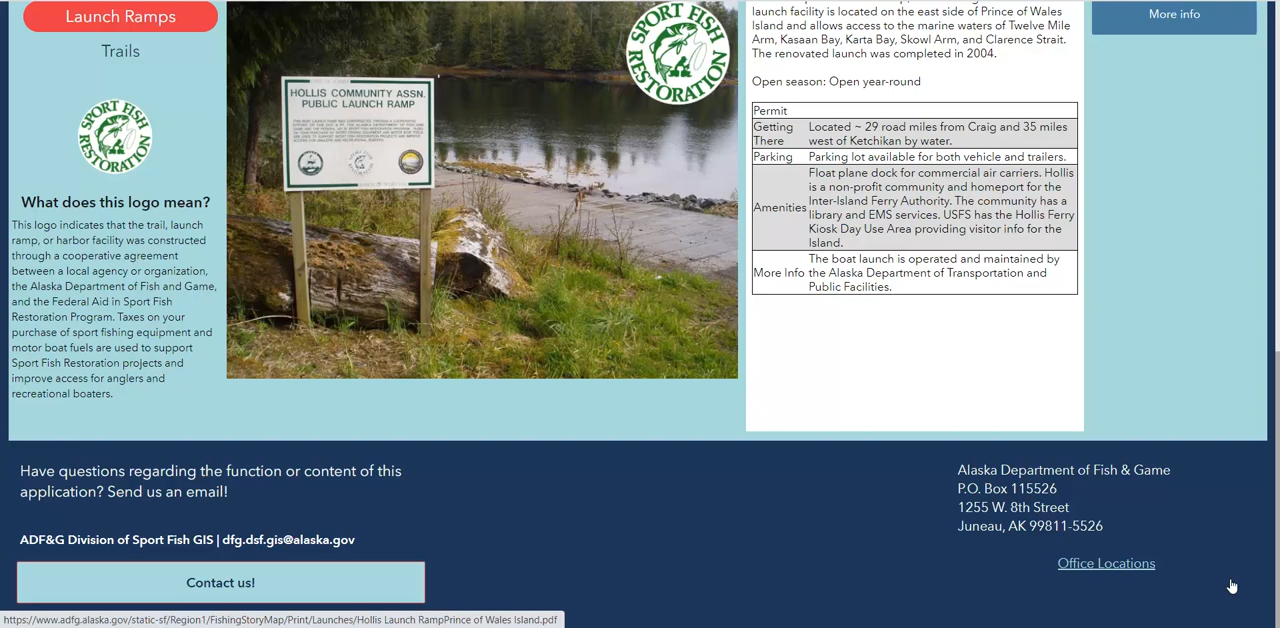 Launch Ramps
Trails
SPORT FISH
RESTORATION
What does this logo mean?
This logo indicates that the trail, launch
ramp, or harbor facility was constructed
through a cooperative agreement
between a local agency or organization,
the Alaska Department of Fish and Game,
and the Federal Aid in Sport Fish
Restoration Program. Taxes on your
purchase of sport fishing equipment and
motor boat fuels are used to support
Sport Fish Restoration projects and
improve access for anglers and
recreational boaters.
HOLLIS COMMUNITY ASSN.
PUBLIC LAUNCH RAMP
SPORT FISH
RESTORATION
launch facility is located on the east side of Prince of Wales
Island and allows access to the marine waters of Twelve Mile
Arm, Kasaan Bay, Karta Bay, Skowl Arm, and Clarence Strait.
The renovated launch was completed in 2004.
Open season: Open year-round
Permit
Getting There Located ~ 29 road miles from Craig and 35 miles
west of Ketchikan by water.
Parking Parking lot available for both vehicle and trailers.
Amenities Float plane dock for commercial air carriers. Hollis
is a non-profit community and homeport for the
Inter-Island Ferry Authority. The community has a
library and EMS services. USFS has the Hollis Ferry
Kiosk Day Use Area providing visitor info for the
Island.
More Info The boat launch is operated and maintained by
the Alaska Department of Transportation and
Public Facilities.
More info
Have questions regarding the function or content of this
application? Send us an email!
ADF&G Division of Sport Fish GIS | dfg.dsf.gis@alaska.gov
Contact us!
Alaska Department of Fish & Game
P.O. Box 115526
1255 W. 8th Street
Juneau, AK 99811-5526
Office Locations
https://www.adfg.alaska.gov/static-sf/Region1/FishingStoryMap/Print/Launches/Hollis Launch RampPrince of Wales Island.pdf